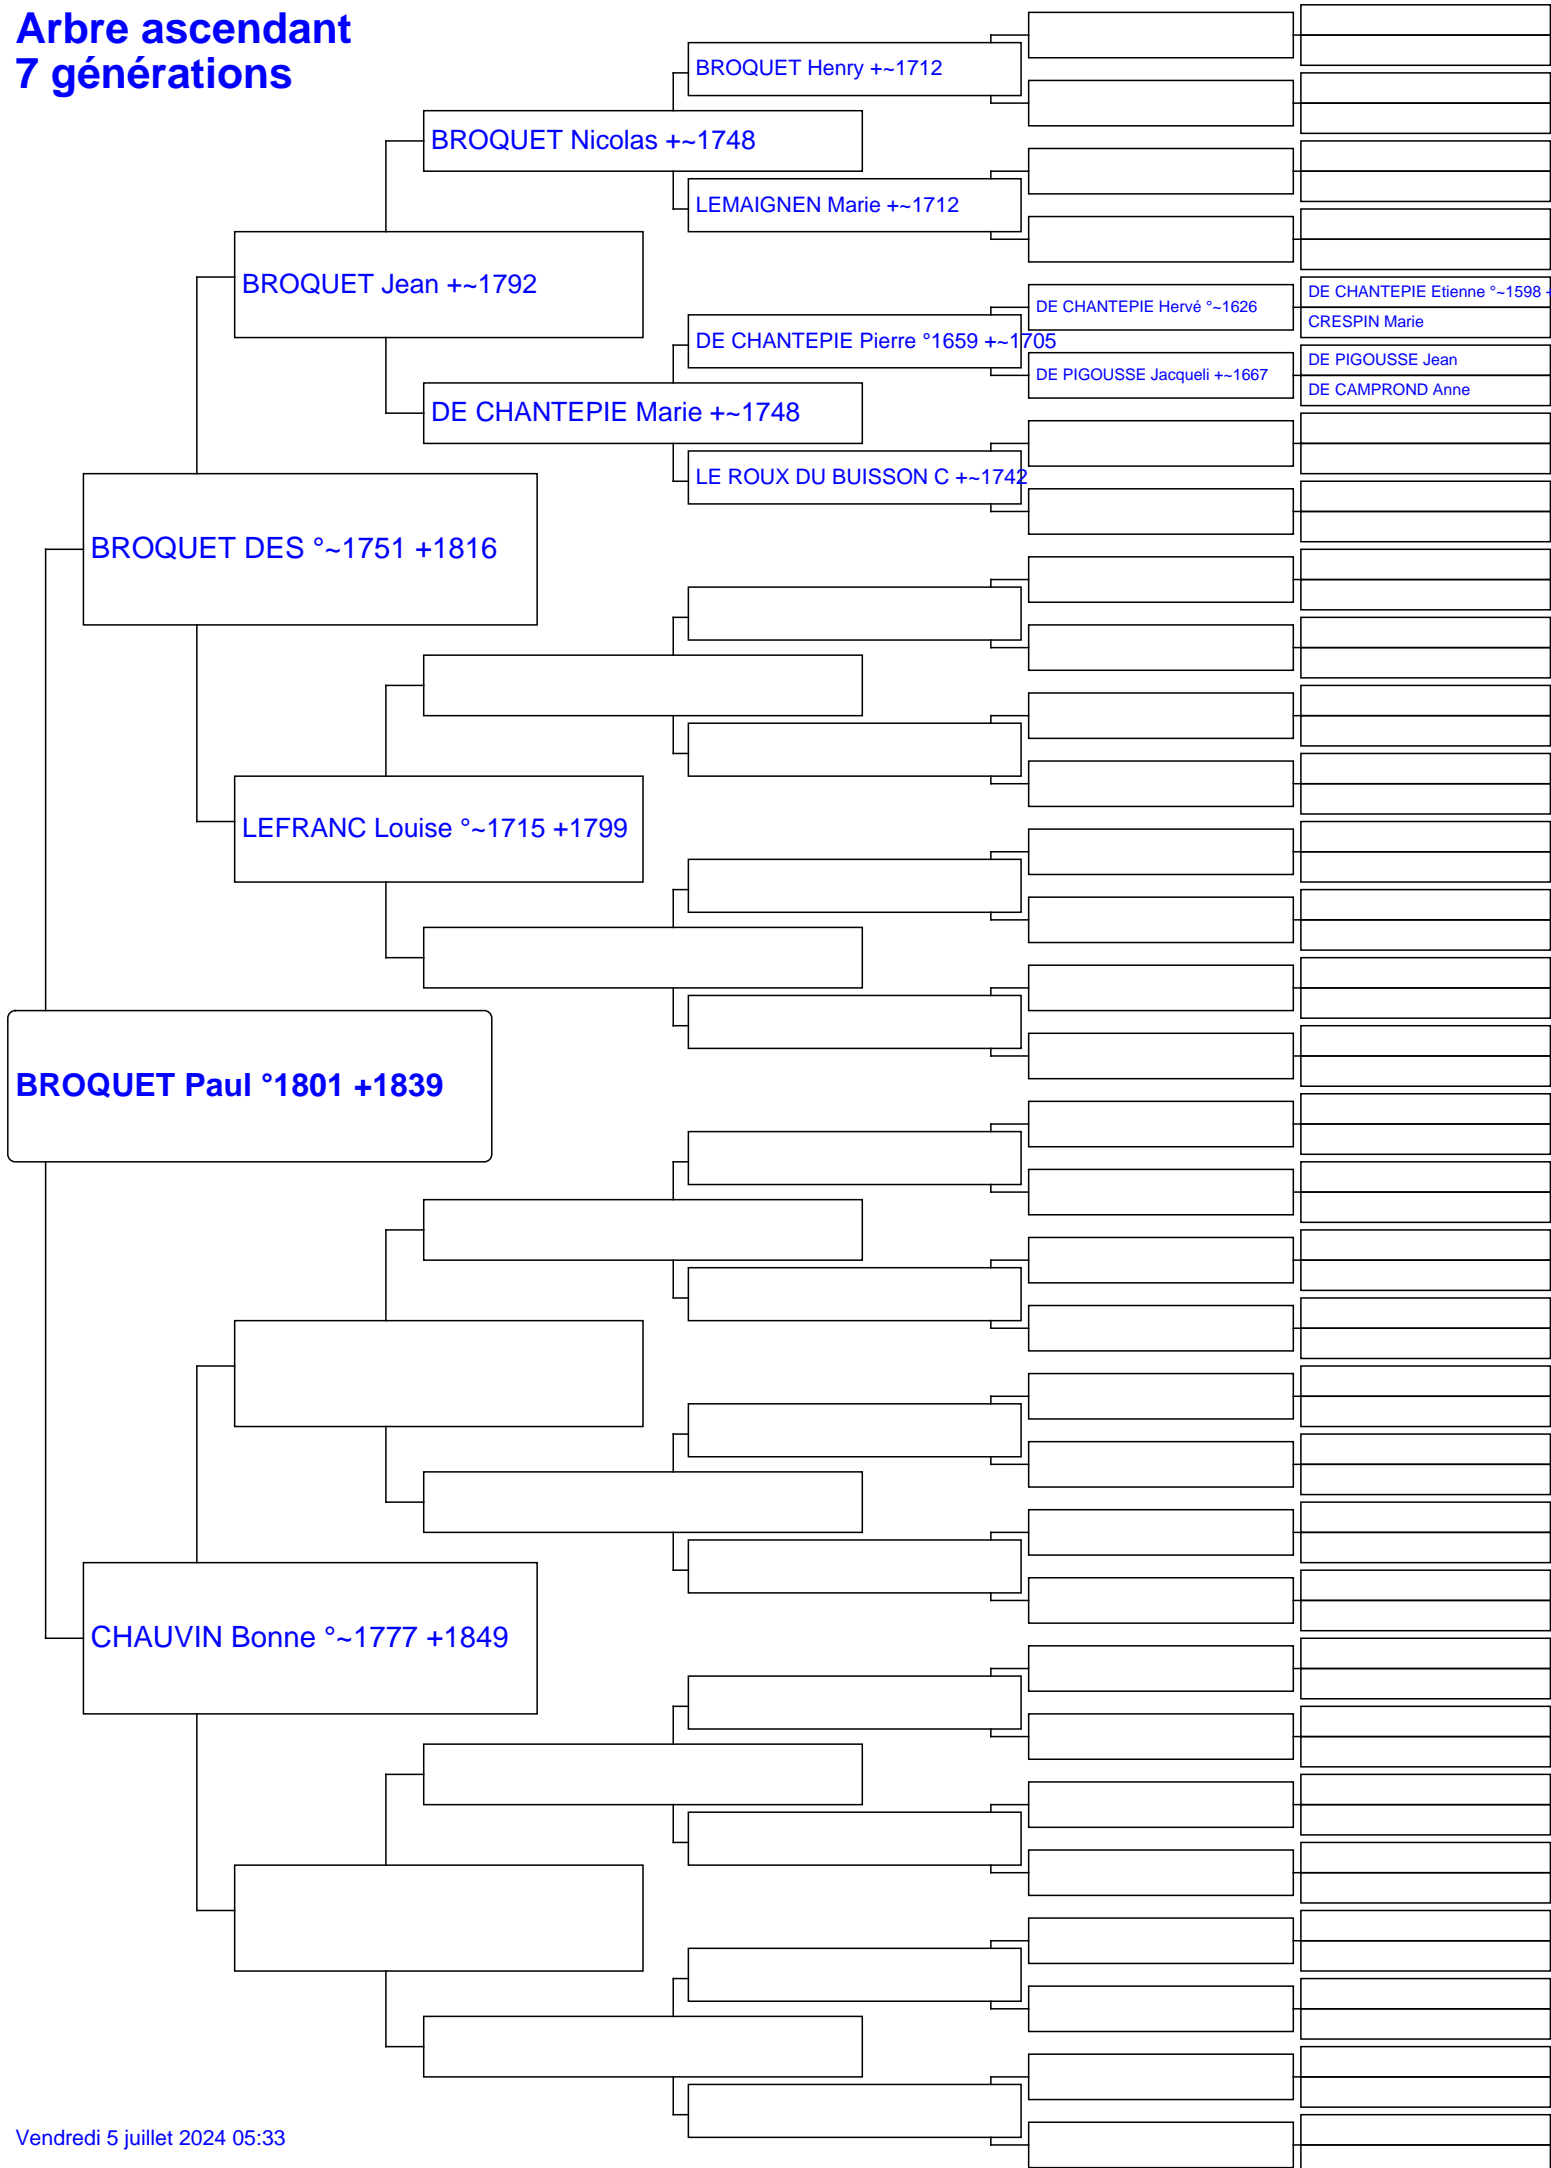 Arbre ascendant
7 générations
BROQUET Henry +~1712
BROQUET Nicolas +~1748
LEMAIGNEN Marie +~1712
BROQUET Jean +~1792
DE CHANTEPIE Etienne °~1598 +
DE CHANTEPIE Hervé °~1626
CRESPIN Marie
DE CHANTEPIE Pierre °1659 +~1705
DE PIGOUSSE Jean
DE PIGOUSSE Jacqueli +~1667
DE CAMPROND Anne
DE CHANTEPIE Marie +~1748
LE ROUX DU BUISSON C +~1742
BROQUET DES °~1751 +1816
LEFRANC Louise °~1715 +1799
BROQUET Paul °1801 +1839
CHAUVIN Bonne °~1777 +1849
Vendredi 5 juillet 2024 05:33